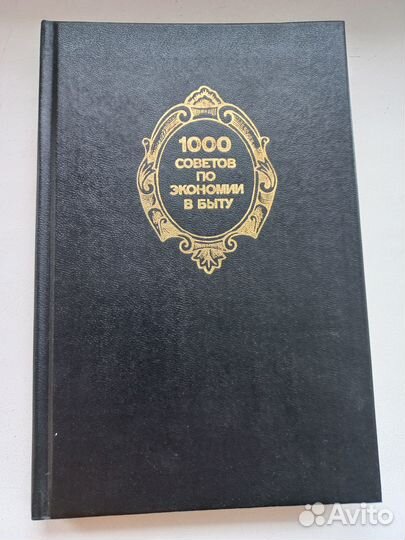 1000
СОВЕТОВ
ПО
ЭКОНОМИИ
В БЫТУ
Avito